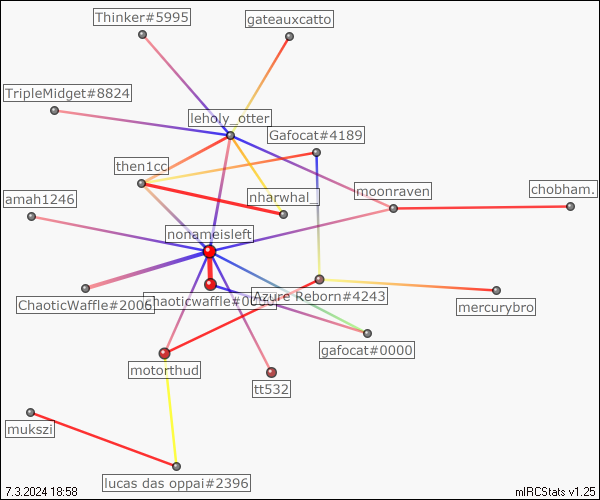 Thinker#5995
gateauxcatto
TripleMidget#8824
leholy_otter
Gafocat#4189
then1cc
moonraven
chobham.
amah1246
nharwhal_
nonameisleft
ChaoticWaffle#2006
Chaoticwaffle#0000
Azure Reborn#4243
mercurybro
gafocat#0000
motorthud
tt532
mukszi
lucas das oppai#2396
7.3.2024 18:58
mIRCStats v1.25